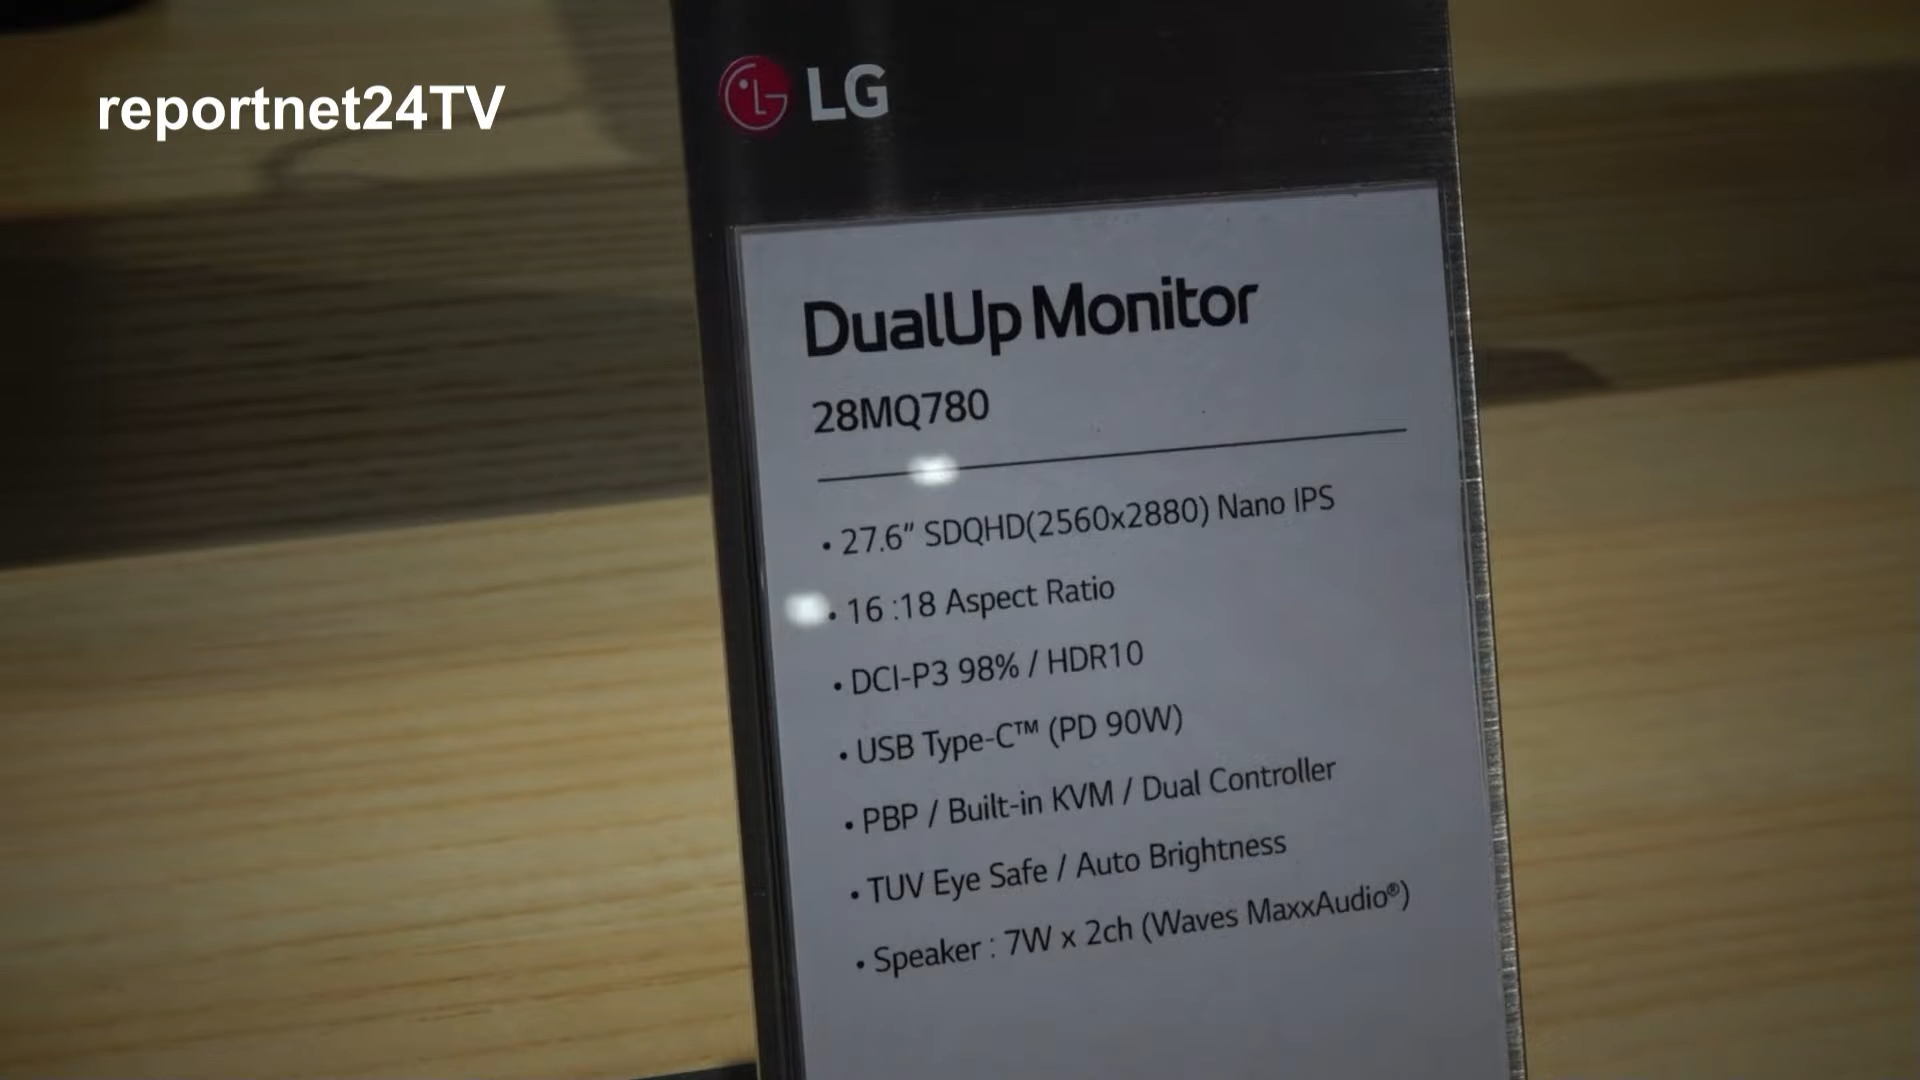 reportnet24TV
LG
DualUp Monitor
28MQ780
• 27.6” SDQHD(2560x2880) Nano IPS
• 16 :18 Aspect Ratio
• DCI-P3 98% / HDR10
• USB Type-C™ (PD 90W)
• PBP / Built-in KVM / Dual Controller
• TUV Eye Safe / Auto Brightness
• Speaker : 7W x 2ch (Waves MaxxAudio®)